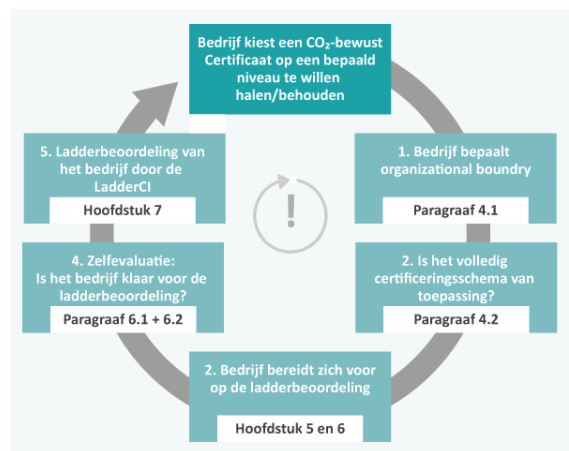 Bedrijf kiest een CO₂-bewust
Certificaat op een bepaald
niveau te willen
halen/behouden
1. Bedrijf bepaalt
organizational boundry
Paragraaf 4.1
2. Is het volledig
certificeringsschema van
toepassing?
Paragraaf 4.2
2. Bedrijf bereidt zich voor
op de ladderbeoordeling
Hoofdstuk 5 en 6
4. Zelfevaluatie:
Is het bedrijf klaar voor de
ladderbeoordeling?
Paragraaf 6.1 + 6.2
5. Ladderbeoordeling van
het bedrijf door de
LadderCI
Hoofdstuk 7
!